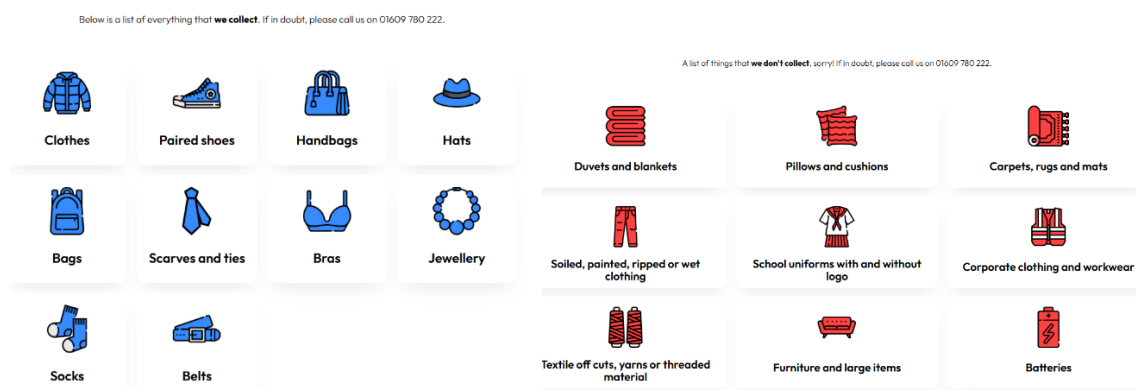 Below is a list of everything that we collect. If in doubt, please call us on 01609 780 222.
Clothes
Paired shoes
Handbags
Hats
Bags
Scarves and ties
Bras
Jewellery
Socks
Belts
A list of things that we don't collect, sorry! If in doubt, please call us on 01609 780 222.
Duvets and blankets
Pillows and cushions
Carpets, rugs and mats
Soiled, painted, ripped or wet
clothing
School uniforms with and without
logo
Corporate clothing and workwear
Textile off cuts, yarns or threaded
material
Furniture and large items
Batteries